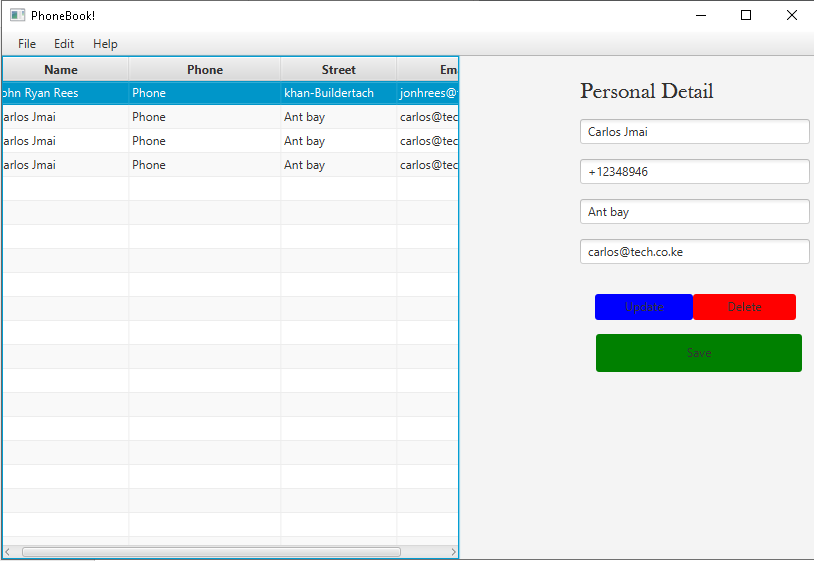 PhoneBook!
File Edit Help
Name Phone Street Em
ohn Ryan Rees Phone khan-Buildertach jonhrees@
arlos Jmai Phone Ant bay carlos@tec
arlos Jmai Phone Ant bay carlos@tec
arlos Jmai Phone Ant bay carlos@tec
Personal Detail
Carlos Jmai
+12348946
Ant bay
carlos@tech.co.ke
Update Delete
Save